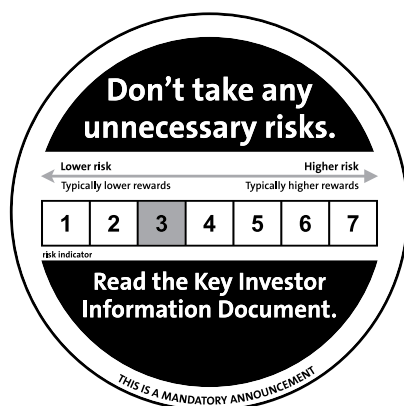 Don't take any
unnecessary risks.
Lower risk Higher risk
Typically lower rewards Typically higher rewards
1 2 3 4 5 6 7
risk indicator
Read the Key Investor
Information Document.
THIS IS A MANDATORY ANNOUNCEMENT